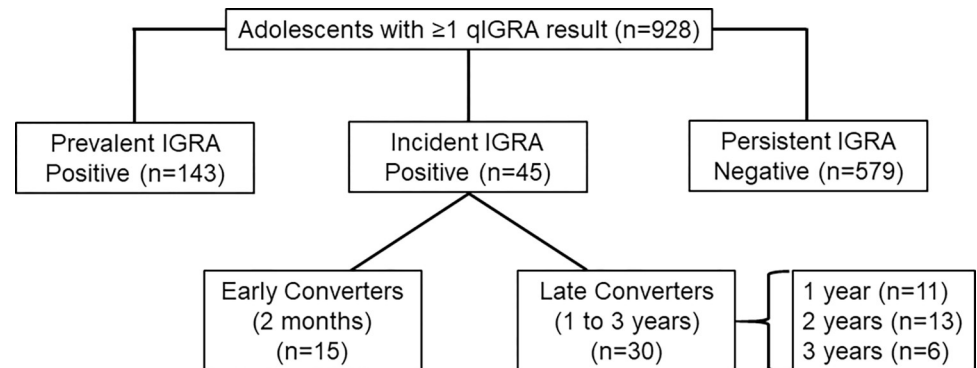 Adolescents with ≥1 qIGRA result (n=928)
Prevalent IGRA
Positive (n=143)
Incident IGRA
Positive (n=45)
Persistent IGRA
Negative (n=579)
Early Converters
(2 months)
(n=15)
Late Converters
(1 to 3 years)
(n=30)
1 year (n=11)
2 years (n=13)
3 years (n=6)